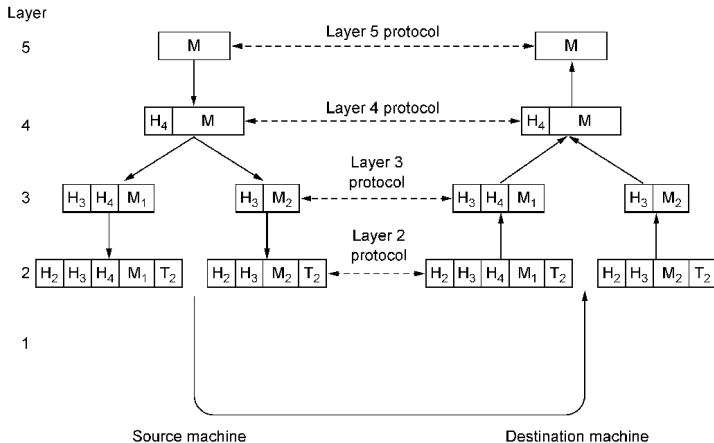 Layer
5 M Layer 5 protocol M
4 H4 M Layer 4 protocol H4 M
Layer 3
protocol
3 H3 H4 M1 H3 M2 H3 H4 M1 H3 M2
Layer 2
protocol
2 H2 H3 H4 M1 T2 H2 H3 M2 T2 H2 H3 H4 M1 T2 H2 H3 M2 T2
1
Source machine Destination machine